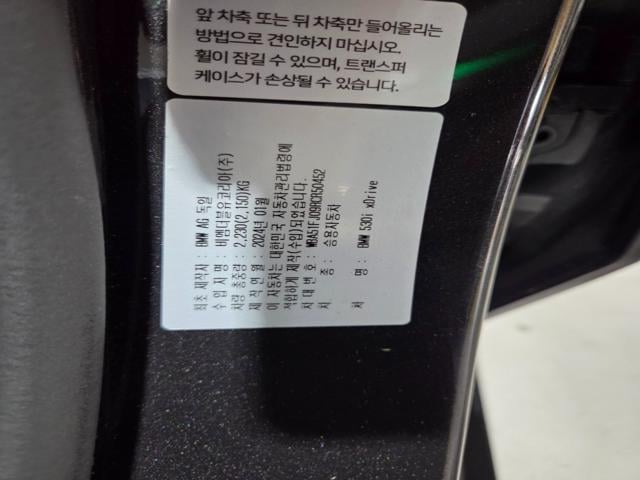 앞 차축 또는 뒤 차축만 들어올리는
방법으로 견인하지 마십시오.
휠이 잠길 수 있으며, 트랜스퍼
케이스가 손상될 수 있습니다.
최초 제작자 : BMW AG 독일
수 입 자 명 : 비엠더블유코리아(주)
차량 총중량 : 2,230(2,150)KG
제 작 연 월 : 2024년 01월
이 자동차는 대한민국 자동차관리법령에
적합하게 제작(수입)되었습니다.
차 대 번 호 : WBA51FJ09RCR50452
차 종 : 승용자동차
차 명 : BMW 530i xDrive